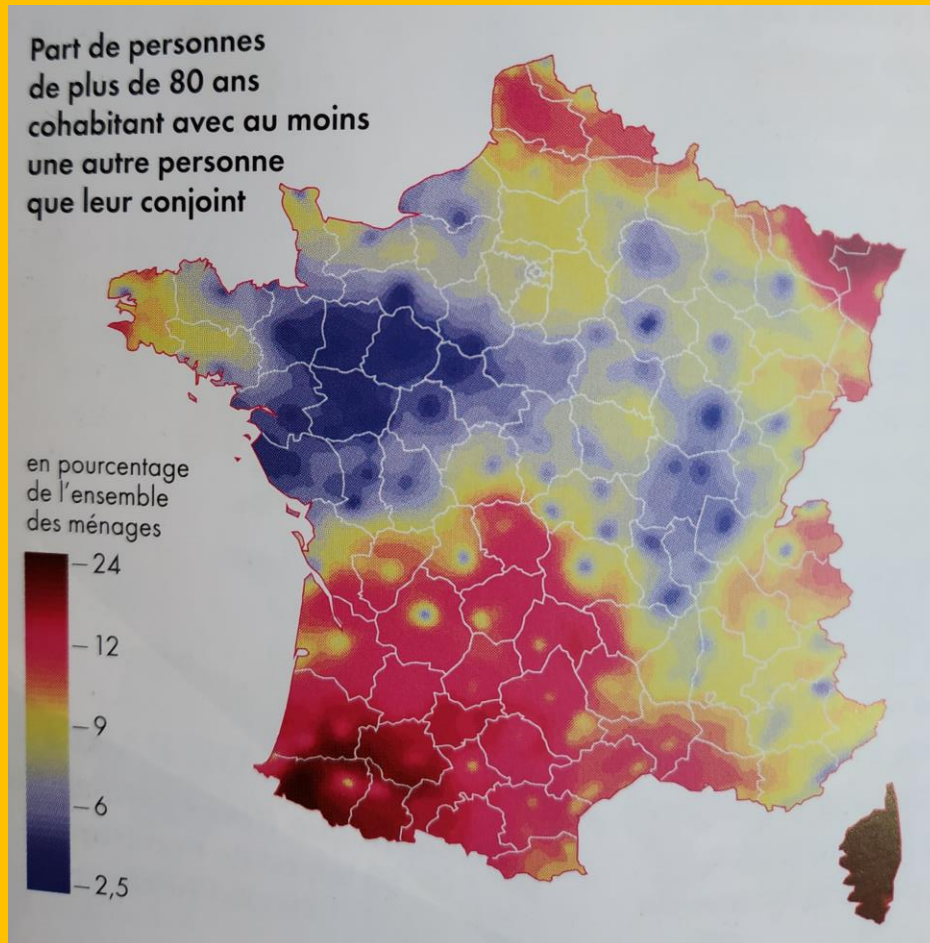 Part de personnes
de plus de 80 ans
cohabitant avec au moins
une autre personne
que leur conjoint
en pourcentage
de l'ensemble
des ménages
24
12
9
6
2,5